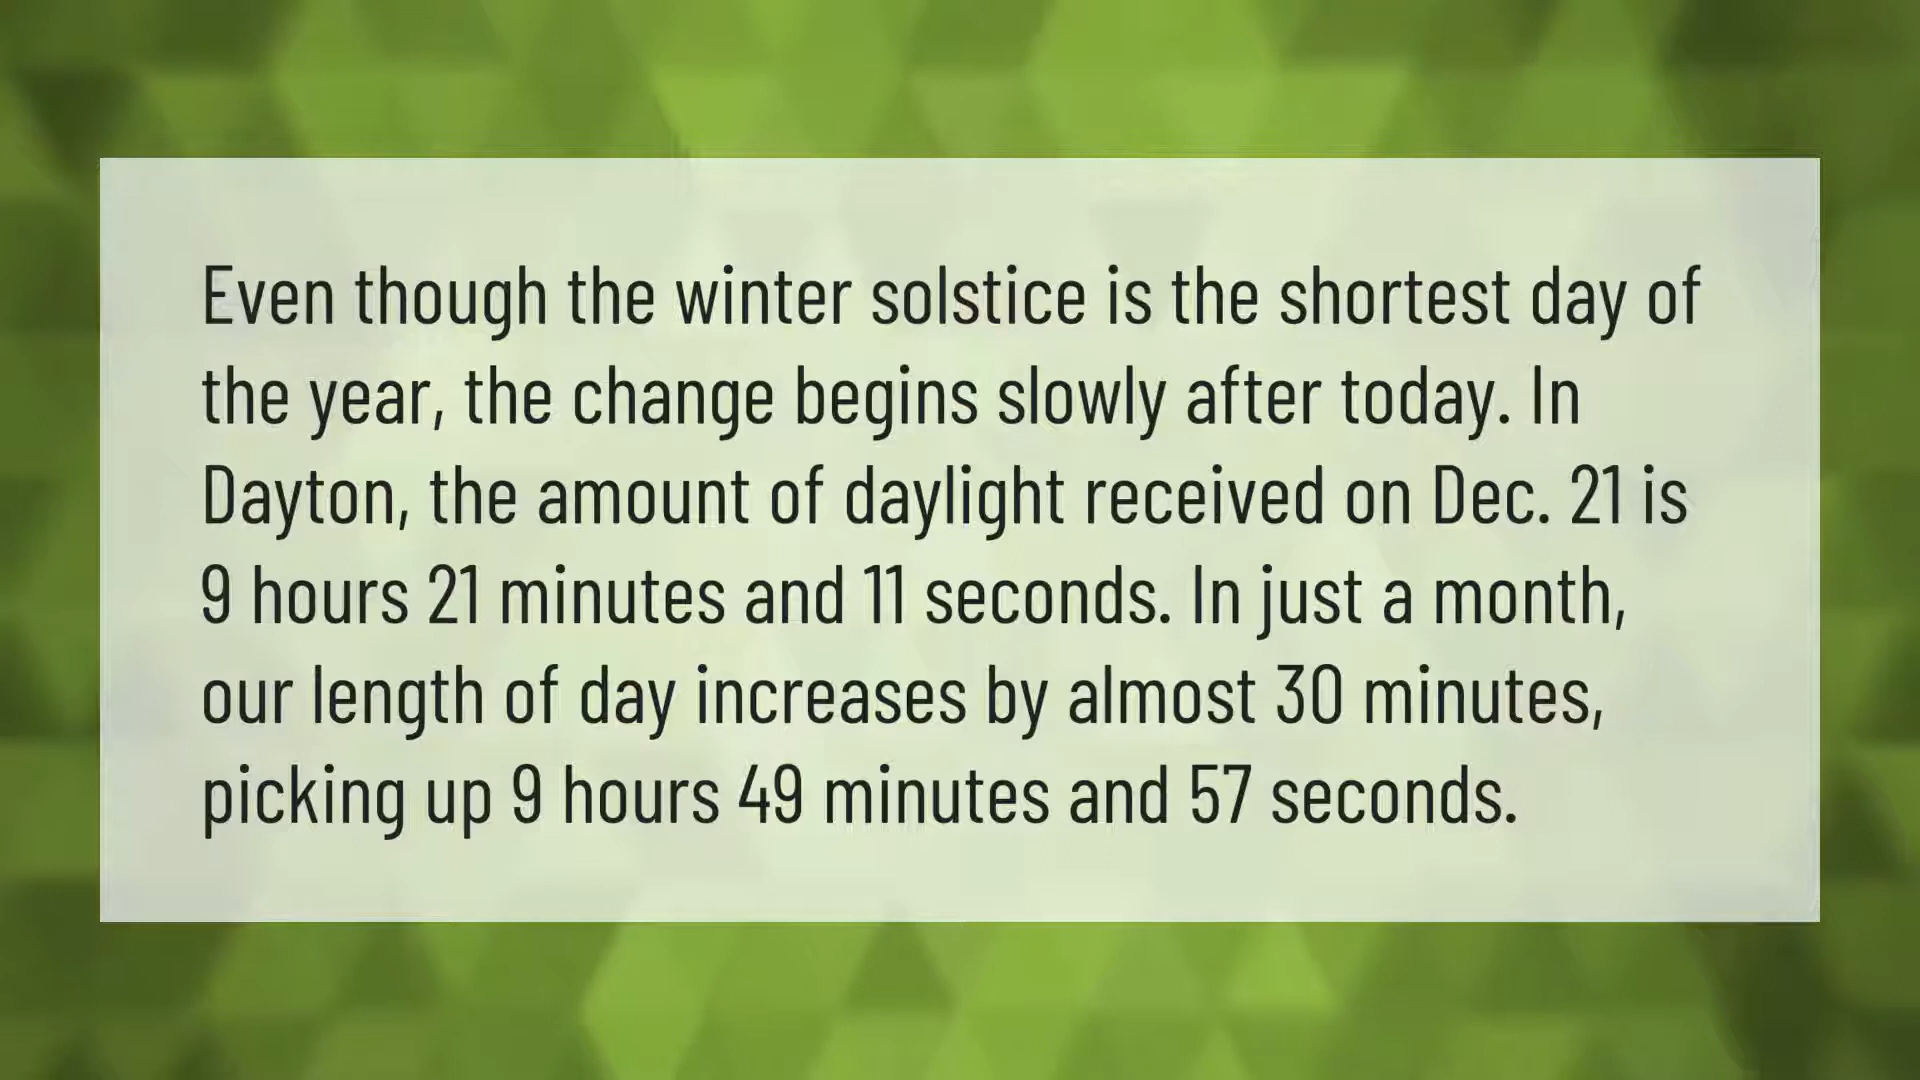 Even though the winter solstice is the shortest day of
the year, the change begins slowly after today. In
Dayton, the amount of daylight received on Dec. 21 is
9 hours 21 minutes and 11 seconds. In just a month,
our length of day increases by almost 30 minutes,
picking up 9 hours 49 minutes and 57 seconds.